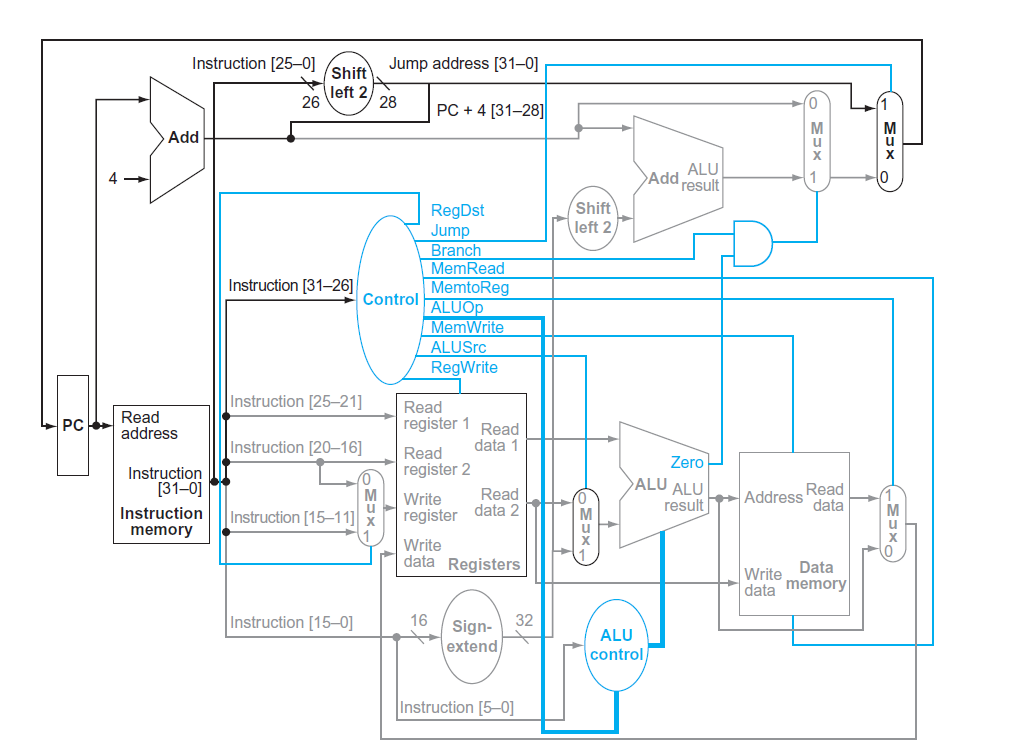 Instruction [25–0]
Shift
left 2
Jump address [31–0]
26
28
PC + 4 [31–28]
Add
4
0
M
u
x
1
1
M
u
x
0
Add
ALU
result
Shift
left 2
RegDst
Jump
Branch
MemRead
MemtoReg
ALUOp
MemWrite
ALUSrc
RegWrite
Instruction [31–26]
Control
PC
Read
address
Instruction
[31–0]
Instruction
memory
Instruction [25–21]
Instruction [20–16]
Instruction [15–11]
0
M
u
x
1
Read
register 1
Read
register 2
Write
register
Write
data
Read
data 1
Read
data 2
Registers
0
M
u
x
1
Zero
ALU
ALU
result
Address
Read
data
Write
data
Data
memory
1
M
u
x
0
Instruction [15–0]
16
Sign-
extend
32
ALU
control
Instruction [5–0]